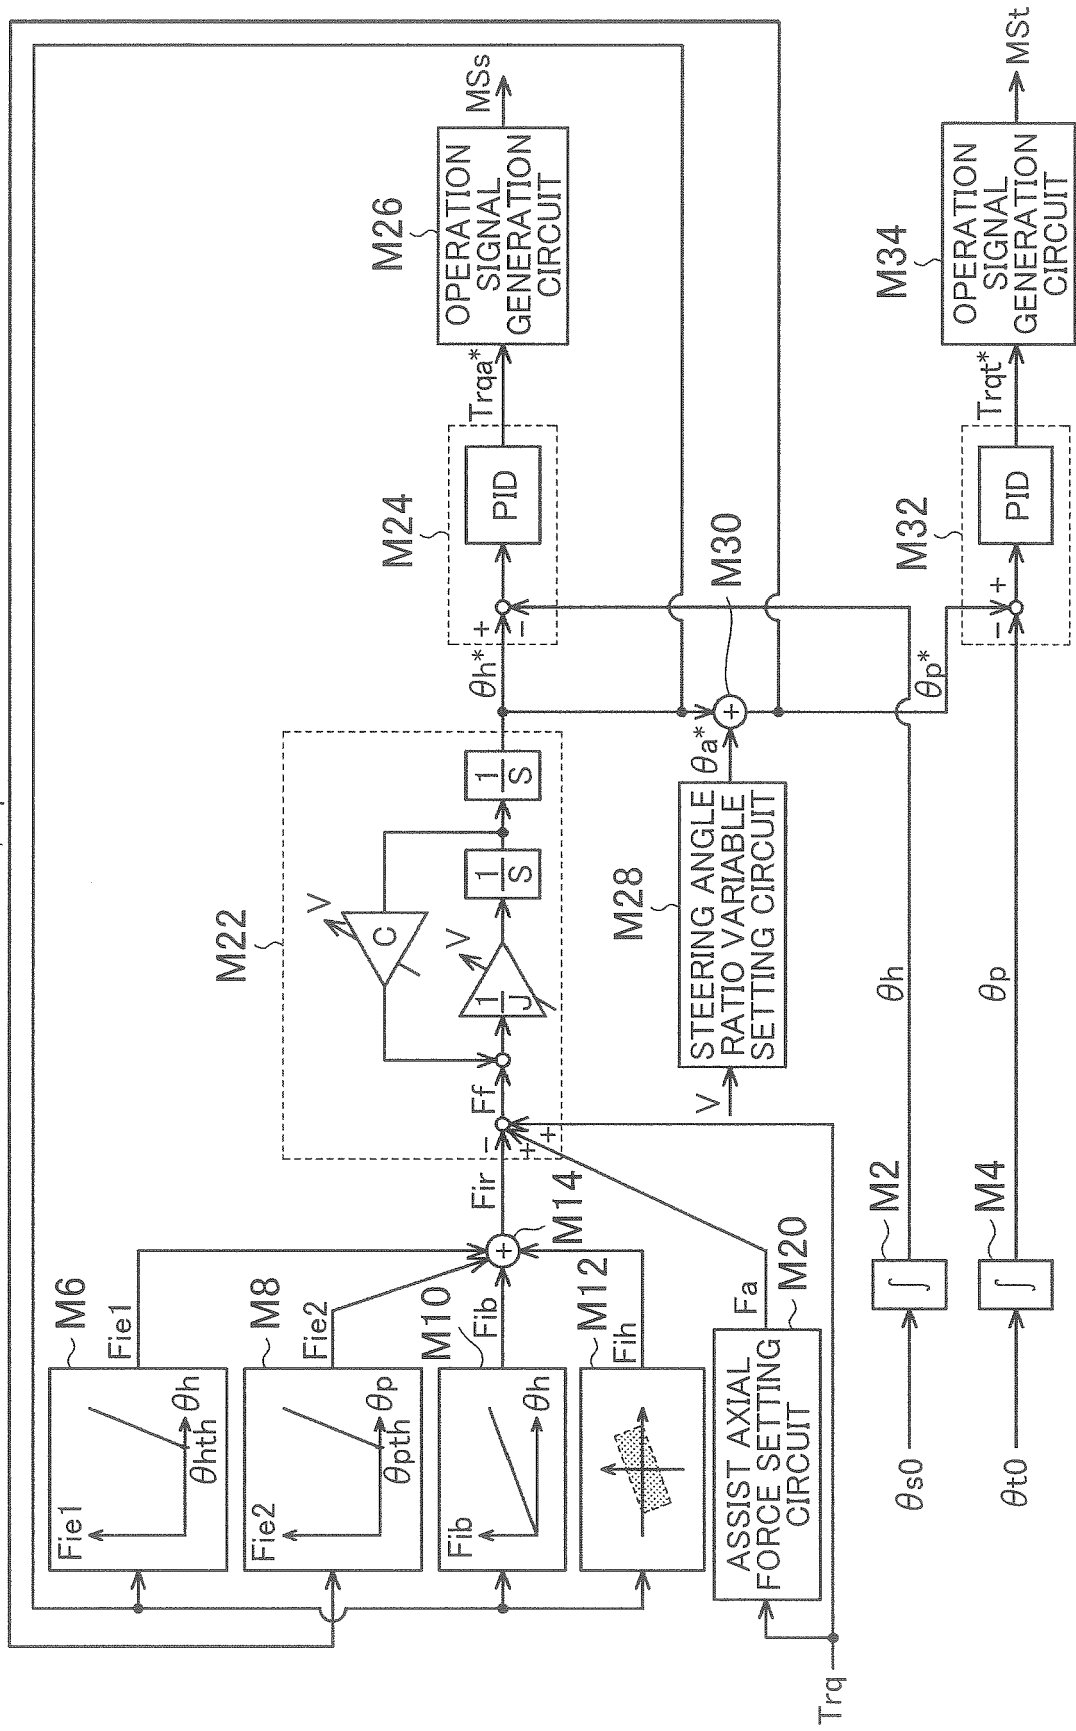 M6
Fie1
θh
θhth
Fie1
M8
Fie2
θp
θpth
Fie2
M10
Fib
θh
Fib
M12
Fih
M14
Fir
−
+
+
+
Ff
M22
1
J
V
C
V
1
S
1
S
θh*
+
−
M24
PID
Trqa*
M26
OPERATION
SIGNAL
GENERATION
CIRCUIT
MSs
ASSIST AXIAL
FORCE SETTING
CIRCUIT
M20
Fa
Trq
V
M28
STEERING ANGLE
RATIO VARIABLE
SETTING CIRCUIT
θa*
+
M30
θs0
M2
∫
θh
θt0
M4
∫
θp
θp*
−
+
M32
PID
Trqt*
M34
OPERATION
SIGNAL
GENERATION
CIRCUIT
MSt